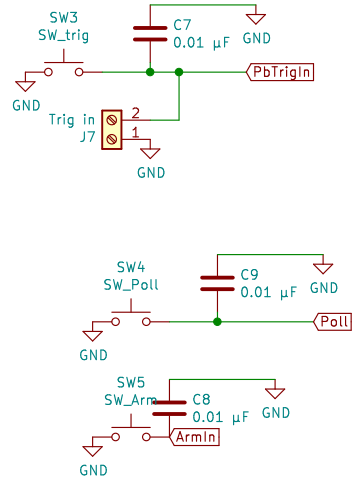 SW3
SW_trig
C7
0.01 µF
GND
GND
PbTrigIn
Trig in
J7
2
1
GND
SW4
SW_Poll
C9
0.01 µF
GND
GND
Poll
SW5
SW_Arm
C8
0.01 µF
GND
GND
ArmIn